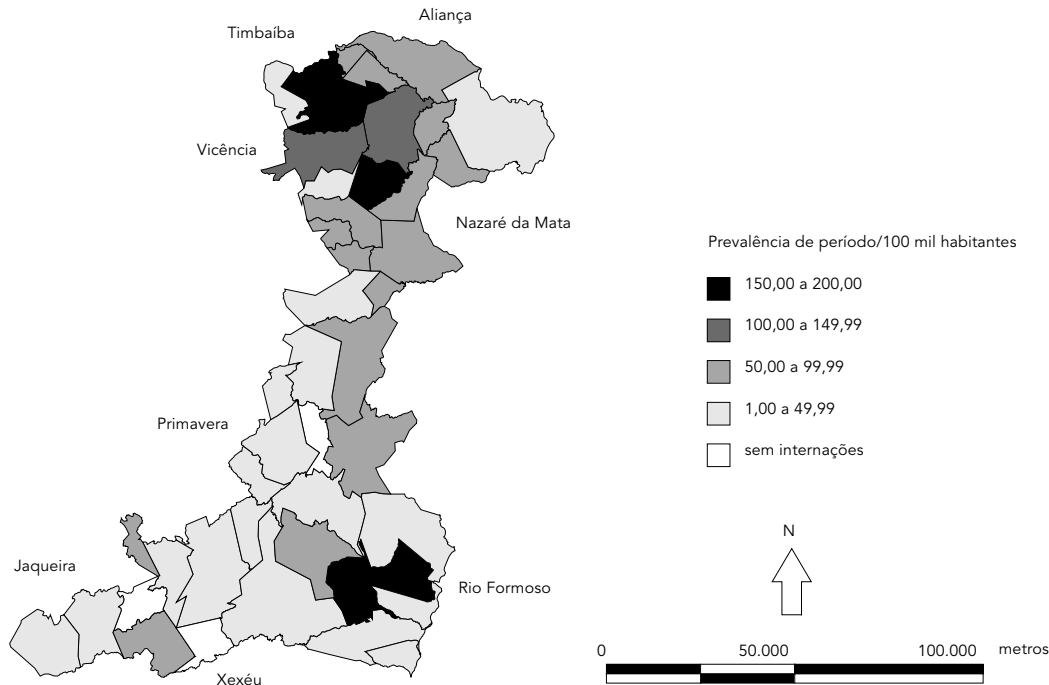 Aliança
Timbaíba
Vicência
Nazaré da Mata
Prevalência de período/100 mil habitantes
150,00 a 200,00
100,00 a 149,99
50,00 a 99,99
1,00 a 49,99
sem internações
Primavera
N
Jaqueira
Rio Formoso
Xexéu
0 50.000 100.000 metros